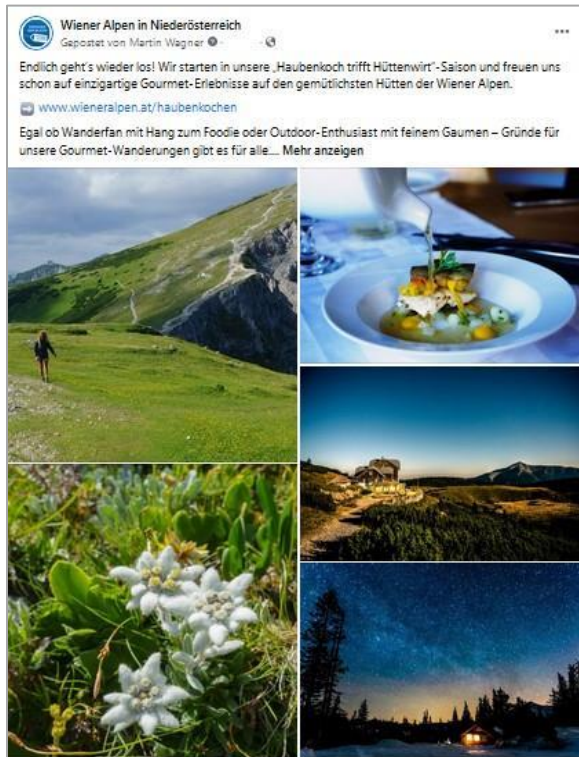 Wiener Alpen in Niederösterreich
Gepostet von Martin Wagner
Endlich geht's wieder los! Wir starten in unsere „Haubenkoch trifft Hüttenwirt"-Saison und freuen uns
schon auf einzigartige Gourmet-Erlebnisse auf den gemütlichsten Hütten der Wiener Alpen.
www.wieneralpen.at/haubenkochen
Egal ob Wanderfan mit Hang zum Foodie oder Outdoor-Enthusiast mit feinem Gaumen – Gründe für
unsere Gourmet-Wanderungen gibt es für alle.... Mehr anzeigen